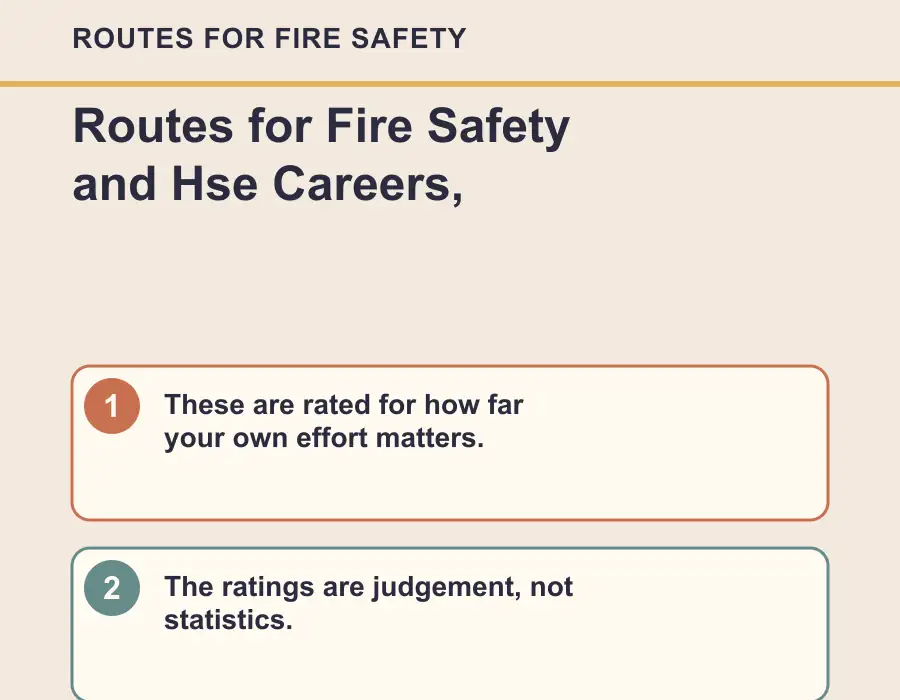 ROUTES FOR FIRE SAFETY
Routes for Fire Safety
and Hse Careers,
1
These are rated for how far
your own effort matters.
2
The ratings are judgement, not
statistics.